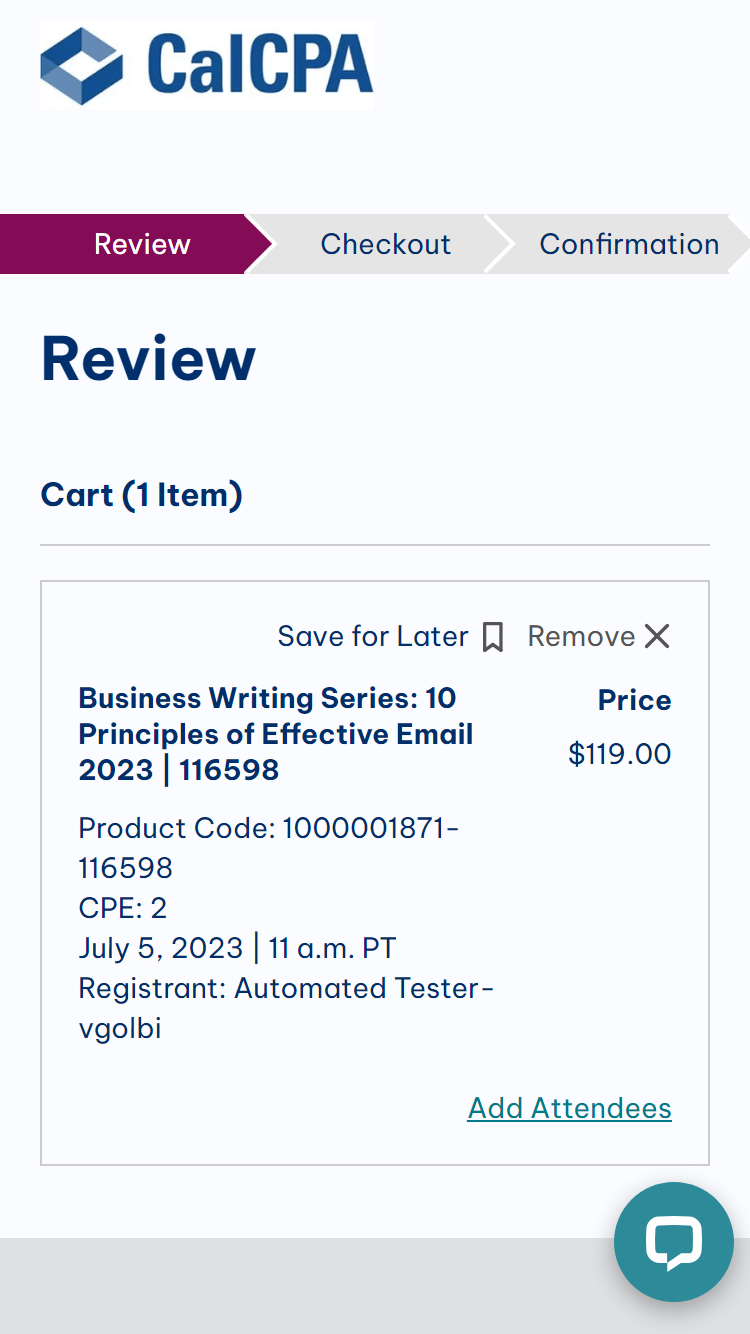 CalCPA
Review
Checkout
Confirmation
Review
Cart (1 Item)
Save for Later
Remove
Business Writing Series: 10
Principles of Effective Email
2023 | 116598
Price
$119.00
Product Code: 1000001871-
116598
CPE: 2
July 5, 2023 | 11 a.m. PT
Registrant: Automated Tester-
vgolbi
Add Attendees